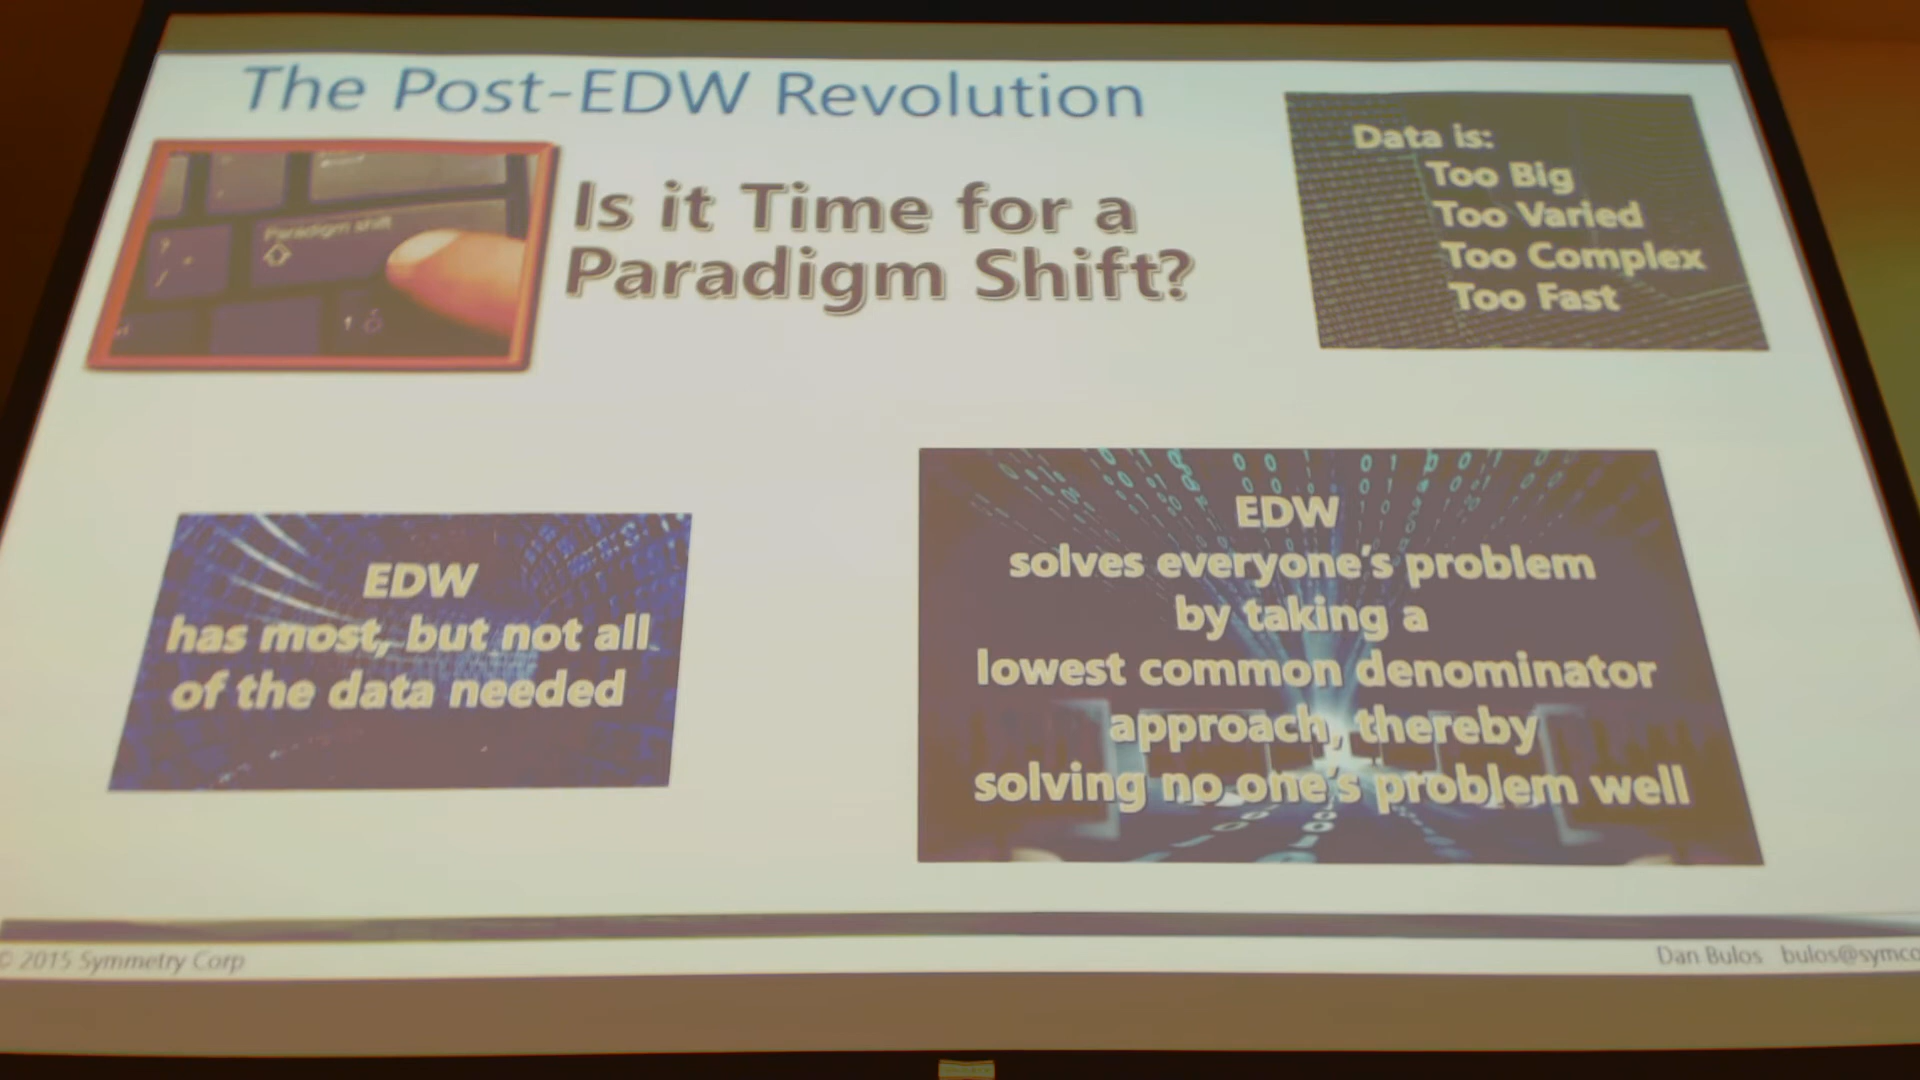 The Post-EDW Revolution
Paradigm shift
Is it Time for a
Paradigm Shift?
Data is:
Too Big
Too Varied
Too Complex
Too Fast
EDW
has most, but not all
of the data needed
EDW
solves everyone's problem
by taking a
lowest common denominator
approach, thereby
solving no one's problem well
© 2015 Symmetry Corp
Dan Bulos bulos@symco